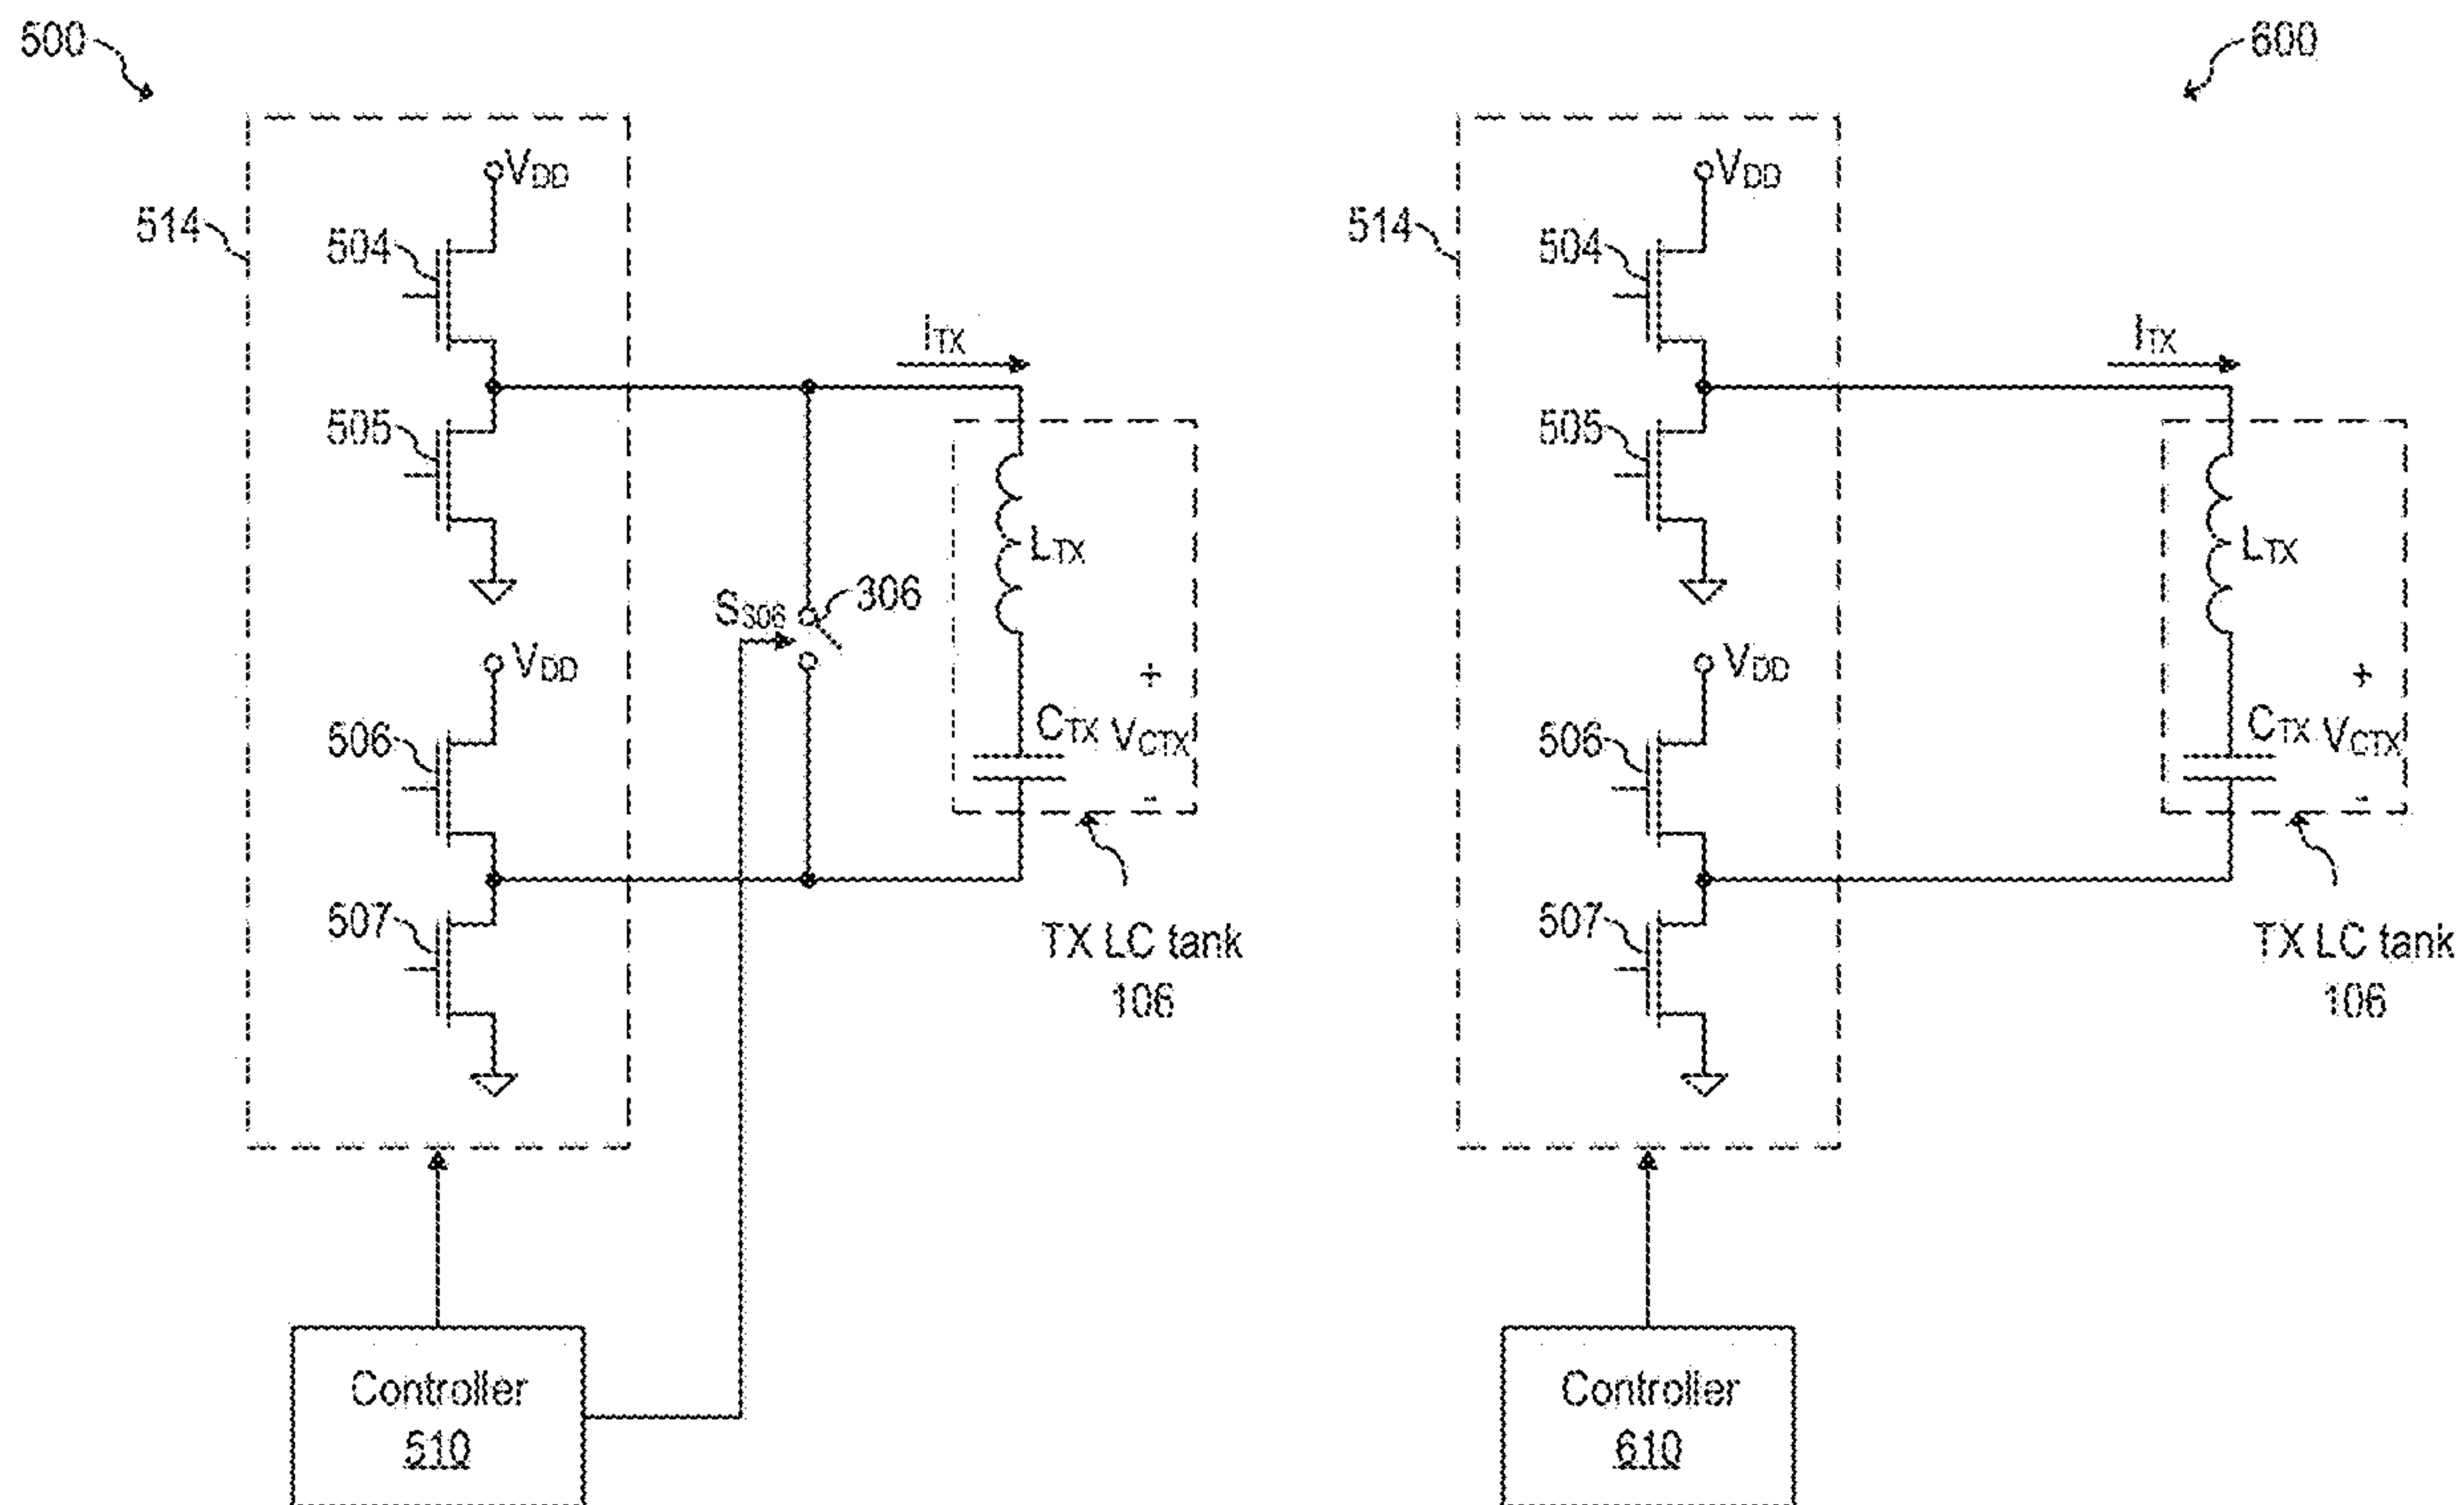 500
514
VDD
504
505
ITX
LTX
SS306
306
VDD
506
CTX VCTX
+
-
507
TX LC tank
106
Controller
510
600
514
VDD
504
505
ITX
LTX
VDD
506
CTX VCTX
+
-
507
TX LC tank
106
Controller
610